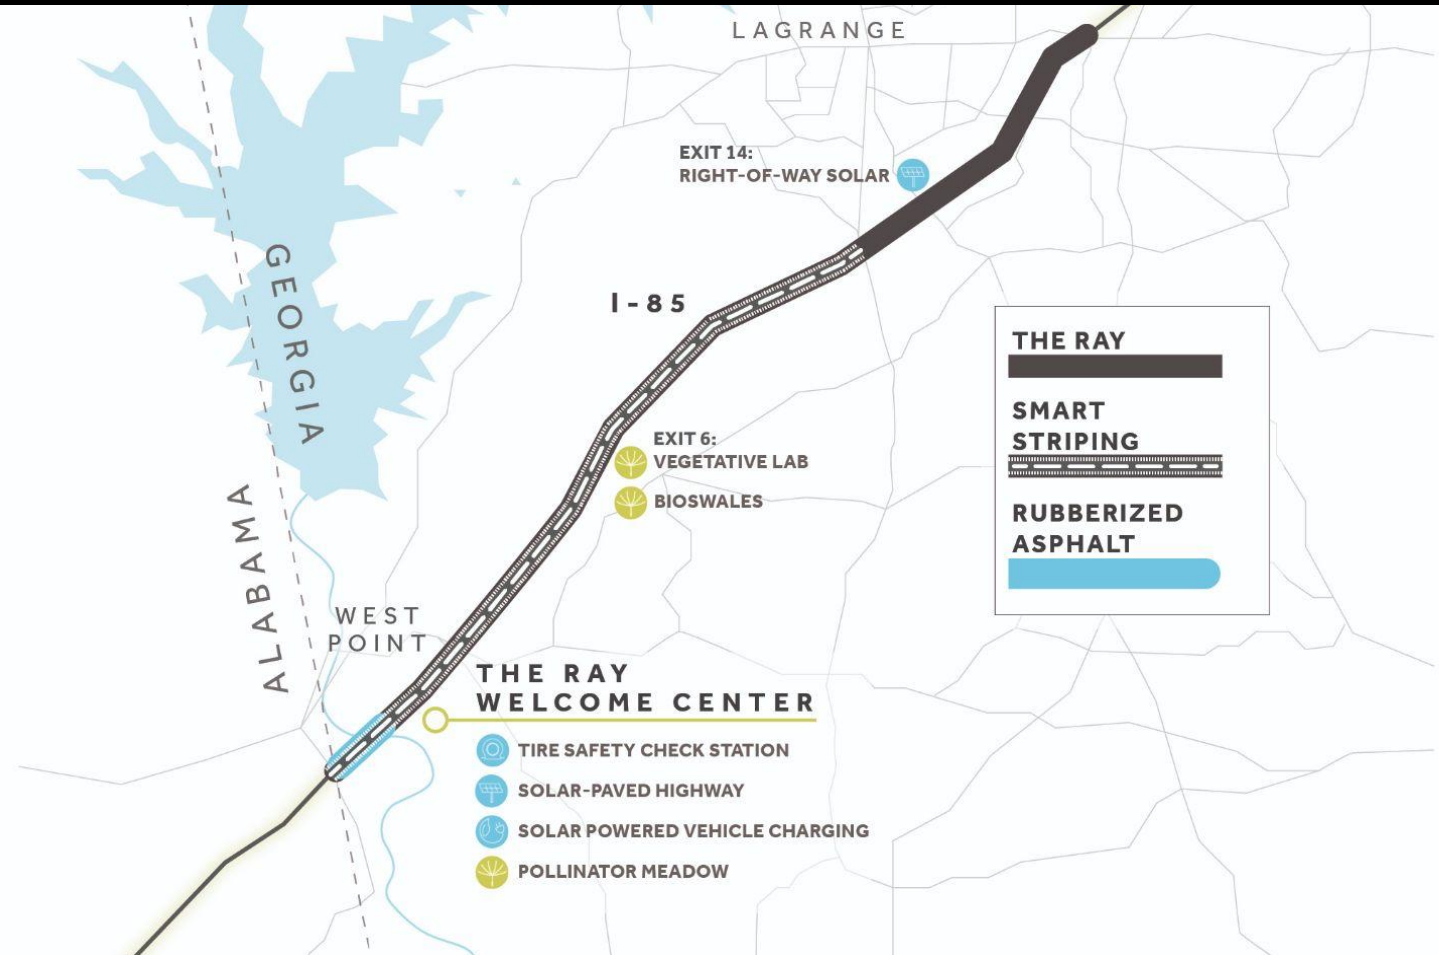 LAGRANGE
EXIT 14:
RIGHT-OF-WAY SOLAR
GEORGIA
I-85
THE RAY
SMART
STRIPING
EXIT 6:
VEGETATIVE LAB
BIOSWALES
RUBBERIZED
ASPHALT
ALABAMA
WEST
POINT
THE RAY
WELCOME CENTER
TIRE SAFETY CHECK STATION
SOLAR-PAVED HIGHWAY
SOLAR POWERED VEHICLE CHARGING
POLLINATOR MEADOW